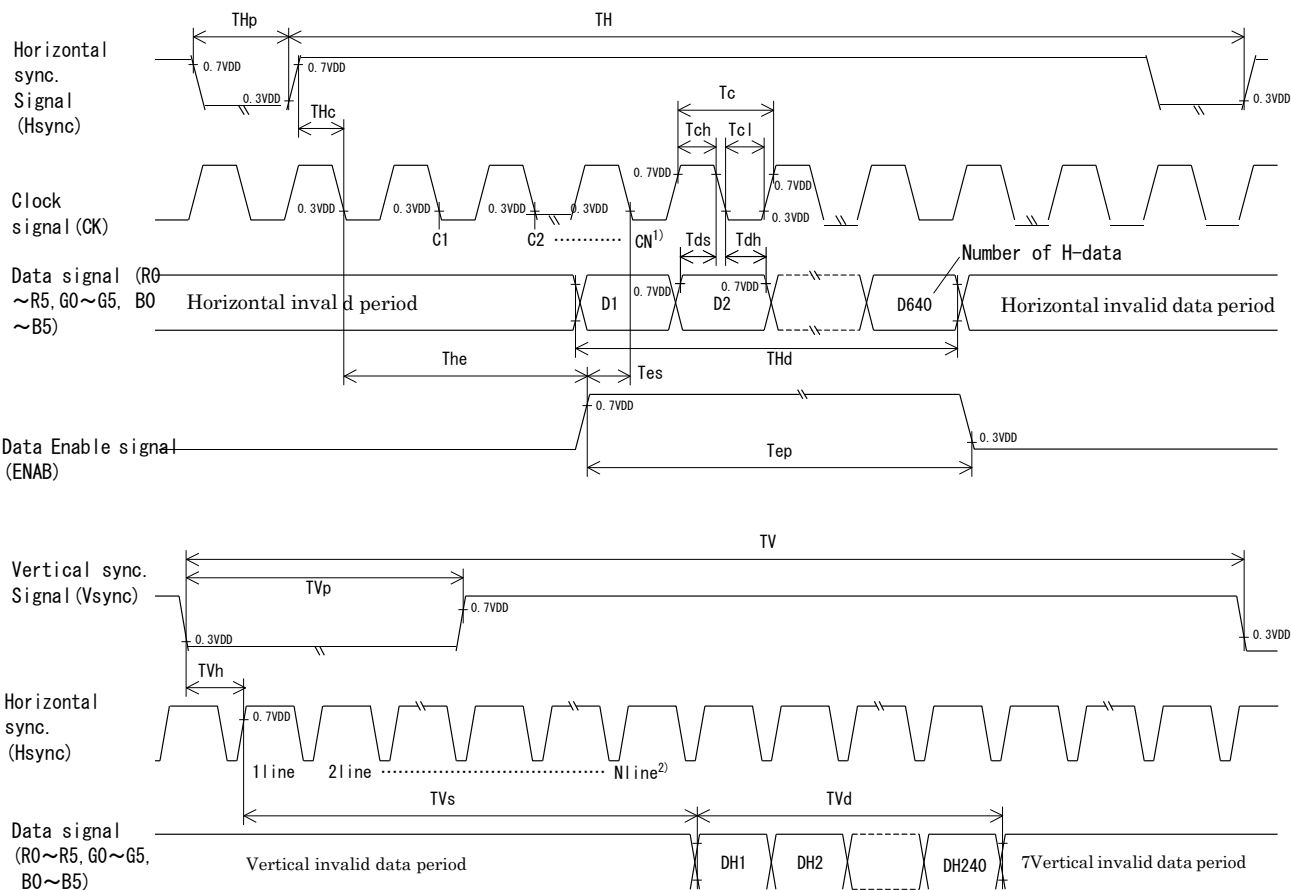 THp
TH
Horizontal
sync.
Signal
(Hsync)
0.7VDD
0.7VDD
0.3VDD
0.3VDD
THc
Tc
Tch
Tcl
Clock
signal(CK)
0.7VDD
0.7VDD
0.3VDD
0.3VDD
0.3VDD
0.3VDD
0.3VDD
C1
C2
CN1)
Tds
Tdh
Number of H-data
Data signal (R0
~R5,G0~G5, B0
~B5)
Horizontal inval d period
D1
0.7VDD
D2
0.7VDD
D640
Horizontal invalid data period
The
Tes
THd
0.7VDD
Data Enable signal
(ENAB)
Tep
0.3VDD
TV
Vertical sync.
Signal(Vsync)
TVp
0.7VDD
0.3VDD
0.3VDD
TVh
Horizontal
sync.
(Hsync)
0.7VDD
1line
2line
Nline2)
TVs
TVd
Data signal
(R0~R5,G0~G5,
B0~B5)
Vertical invalid data period
DH1
DH2
DH240
7Vertical invalid data period